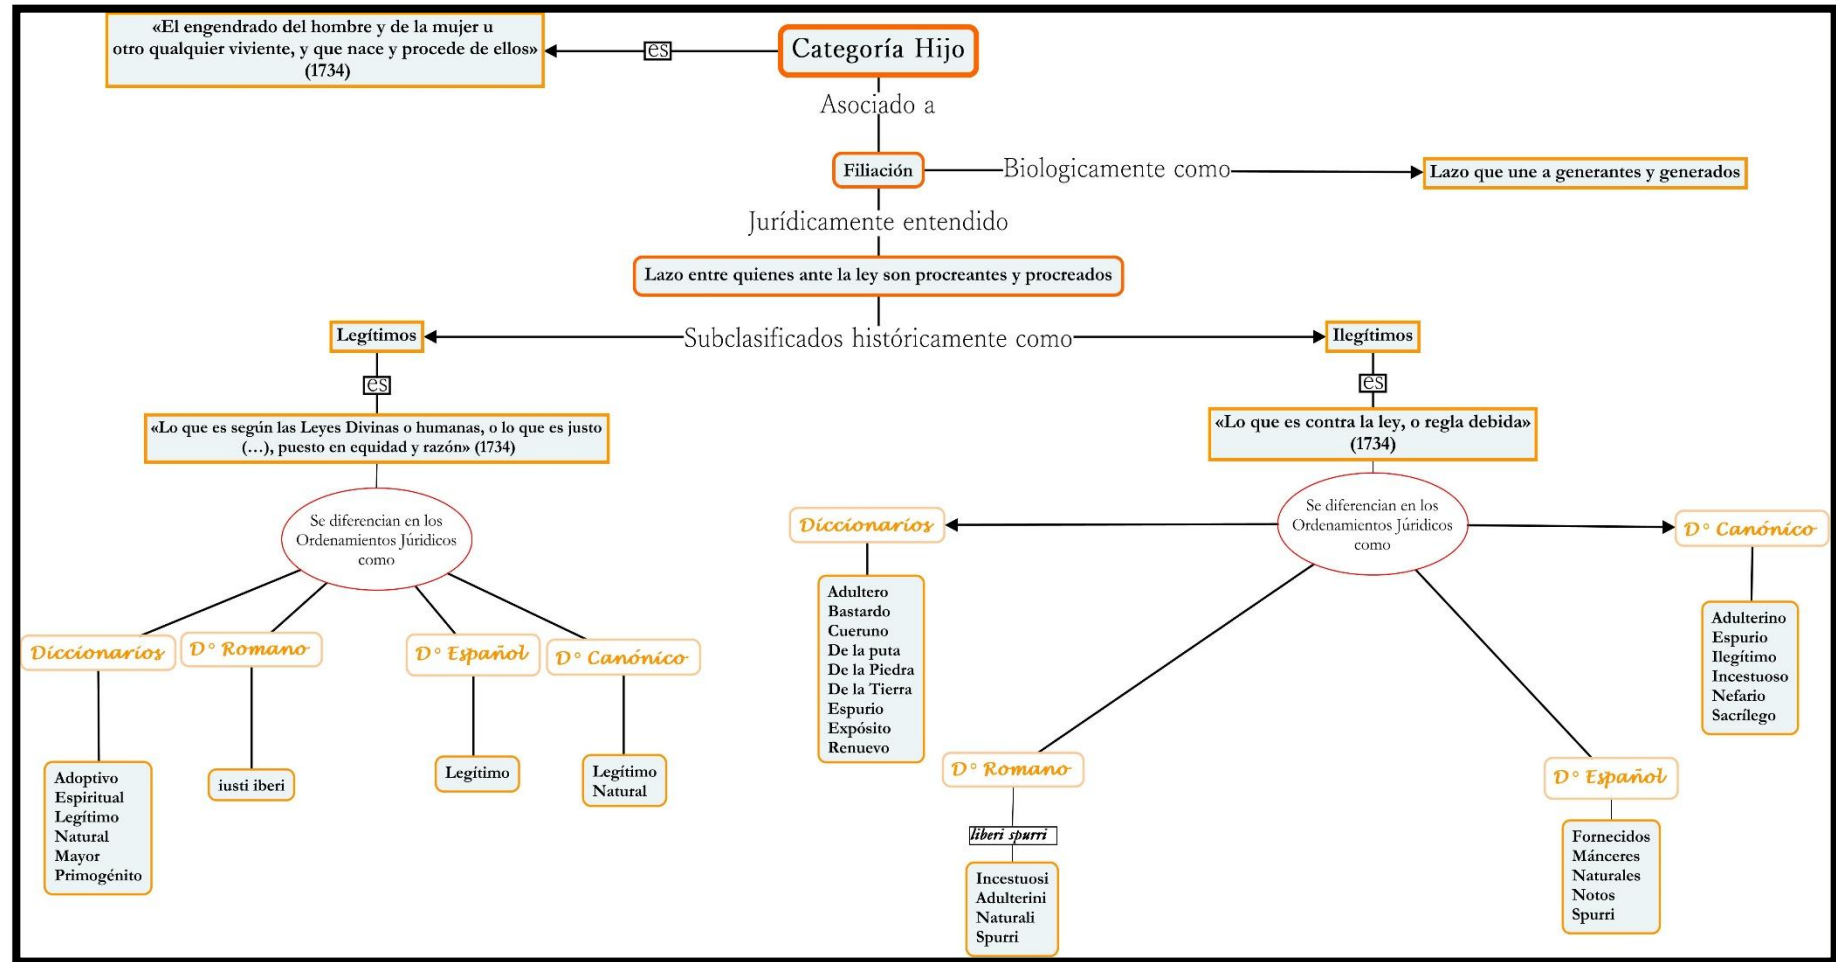 «El engendrado del hombre y de la mujer u
otro qualquier viviente, y que nace y procede de ellos»
(1734)
es
Categoría Hijo
Asociado a
Filiación
Biologicamente como
Lazo que une a generantes y generados
Jurídicamente entendido
Lazo entre quienes ante la ley son procreantes y procreados
Legítimos
Subclasificados históricamente como
Ilegítimos
es
«Lo que es según las Leyes Divinas o humanas, o lo que es justo
(…), puesto en equidad y razón» (1734)
Se diferencian en los
Ordenamientos Júridicos
como
Diccionarios
Adoptivo
Espiritual
Legítimo
Natural
Mayor
Primogénito
D° Romano
iusti iberi
D° Español
Legítimo
D° Canónico
Legítimo
Natural
es
«Lo que es contra la ley, o regla debida»
(1734)
Se diferencian en los
Ordenamientos Júridicos
como
Diccionarios
Adultero
Bastardo
Cueruno
De la puta
De la Piedra
De la Tierra
Espurio
Expósito
Renuevo
D° Romano
liberi spurri
Incestuosi
Adulterini
Naturali
Spurri
D° Español
Fornecidos
Mánceres
Naturales
Notos
Spurri
D° Canónico
Adulterino
Espurio
Ilegítimo
Incestuoso
Nefario
Sacrílego